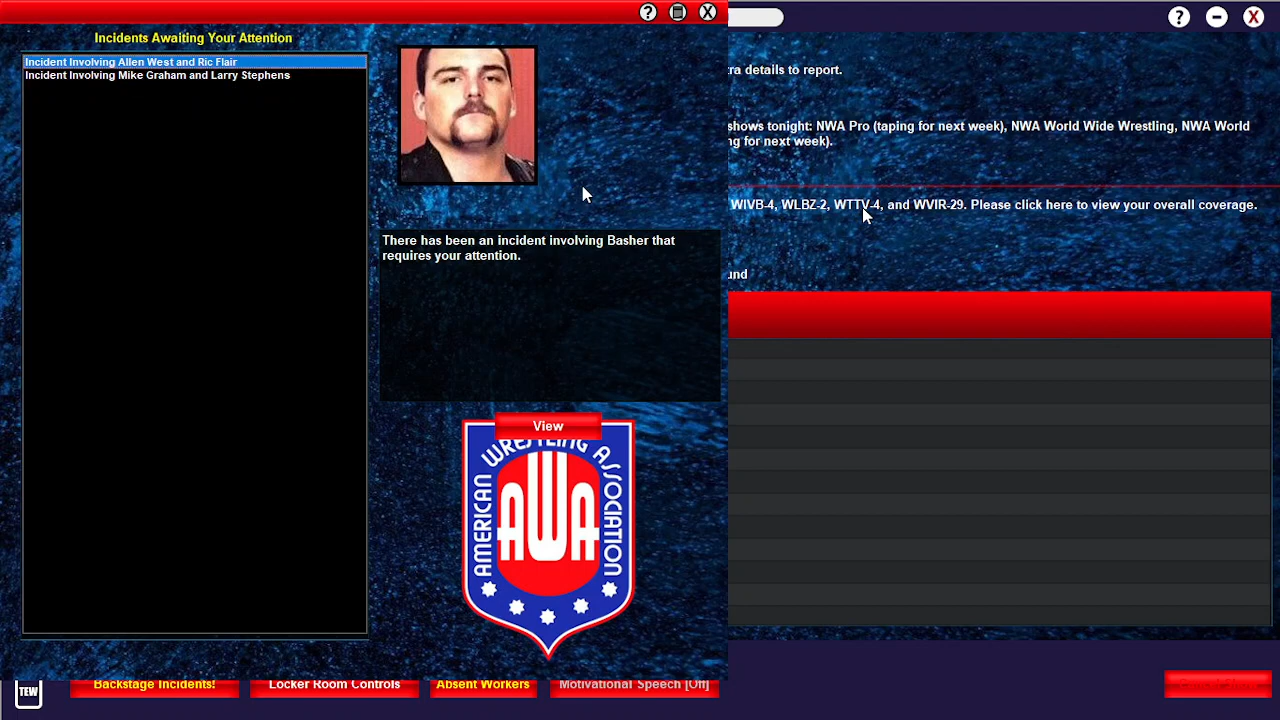 Incidents Awaiting Your Attention
Incident Involving Allen West and Ric Flair
Incident Involving Mike Graham and Larry Stephens
There has been an incident involving Basher that
requires your attention.
View
AMERICAN WRESTLING ASSOCIATION
AWA
? X
? X
tra details to report.
shows tonight: NWA Pro (taping for next week), NWA World Wide Wrestling, NWA World
ng for next week).
WIVB-4, WLBZ-2, WTTV-4, and WVIR-29. Please click here to view your overall coverage.
und
TEW
Backstage Incidents!
Locker Room Controls
Absent Workers
Motivational Speech [Off]